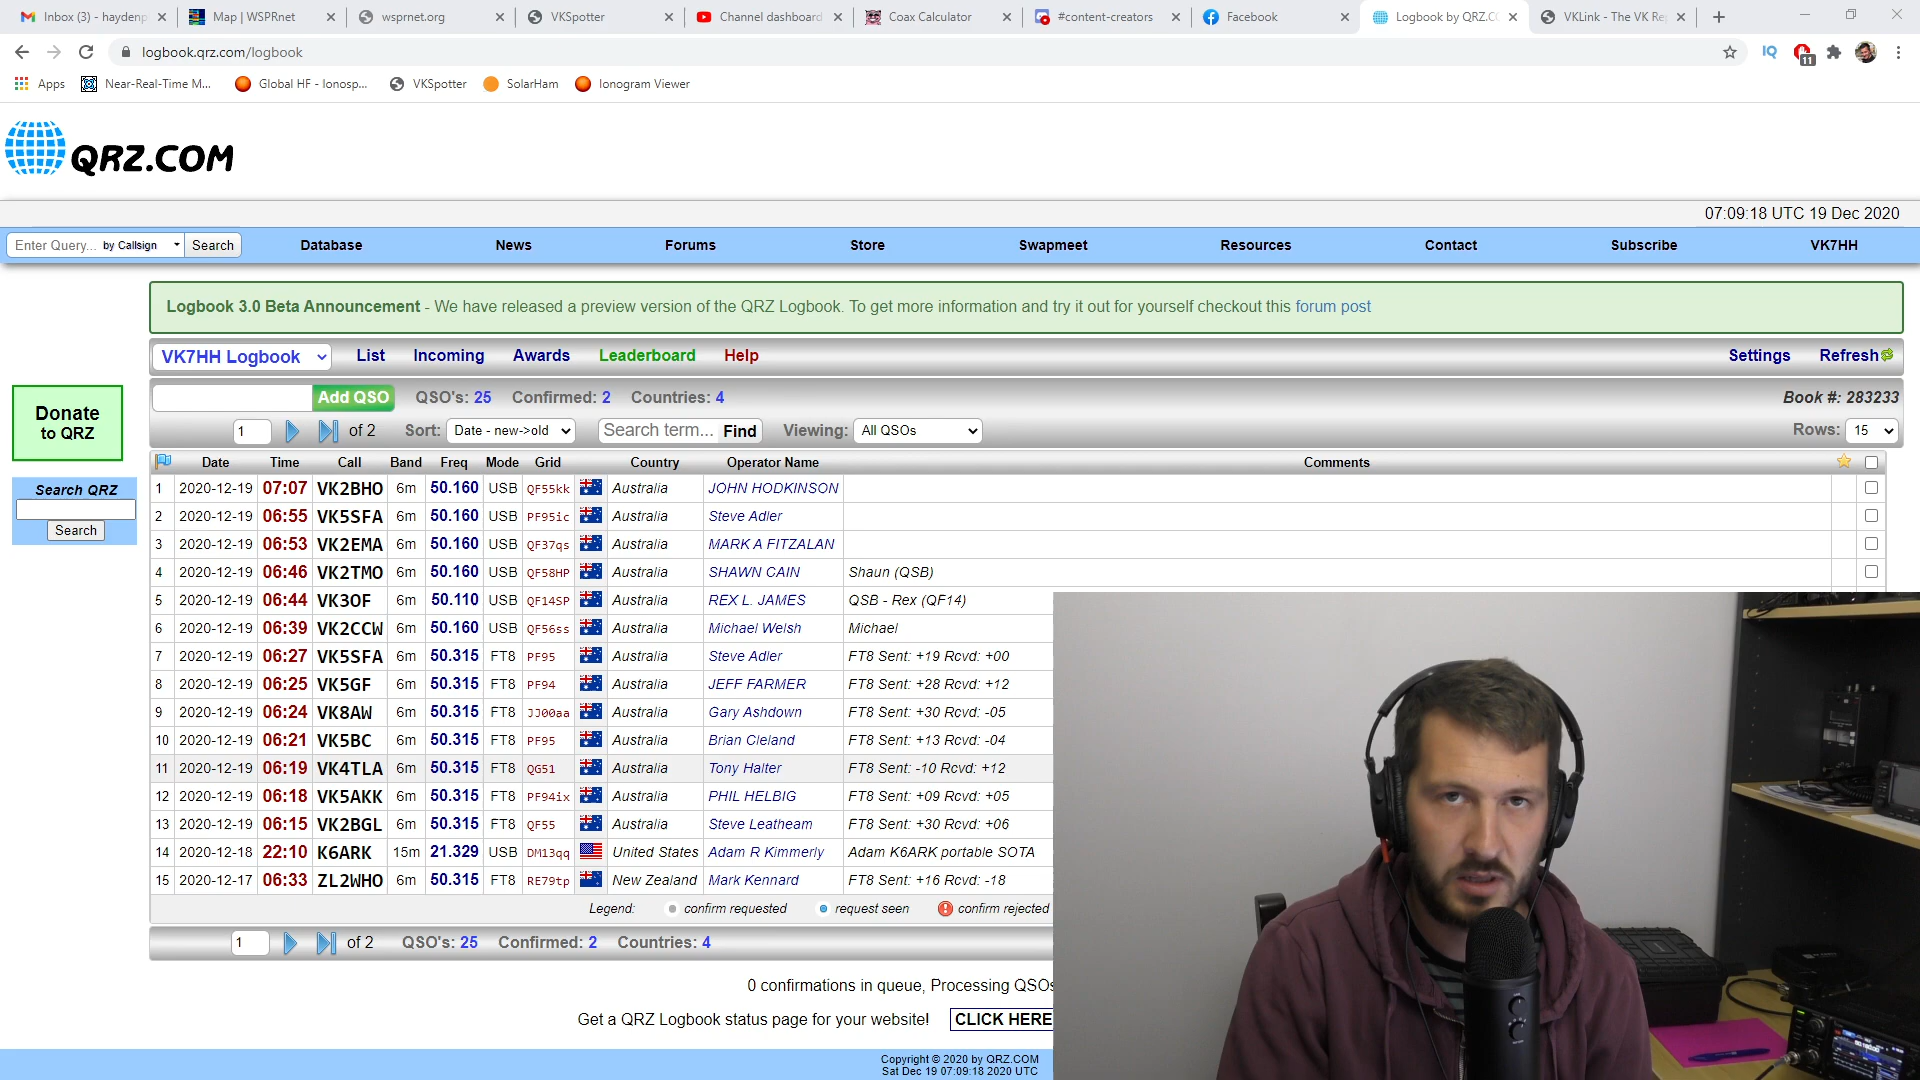 Inbox (3) - haydenp
Map | WSPRnet
wsprnet.org
VKSpotter
Channel dashboard
Coax Calculator
#content-creators
Facebook
Logbook by QRZ.CO
VKLink - The VK Rep
logbook.qrz.com/logbook
IQ
11
Apps
Near-Real-Time M...
Global HF - Ionosp...
VKSpotter
SolarHam
Ionogram Viewer
QRZ.COM
07:09:18 UTC 19 Dec 2020
Enter Query... by Callsign Search Database News Forums Store Swapmeet Resources Contact Subscribe VK7HH
Logbook 3.0 Beta Announcement - We have released a preview version of the QRZ Logbook. To get more information and try it out for yourself checkout this forum post
VK7HH Logbook List Incoming Awards Leaderboard Help Settings Refresh
Donate
to QRZ
Search QRZ
Search
Add QSO QSO's: 25 Confirmed: 2 Countries: 4 Book #: 283233
1 of 2 Sort: Date - new->old Search term... Find Viewing: All QSOs Rows: 15
Date Time Call Band Freq Mode Grid Country Operator Name Comments
1 2020-12-19 07:07 VK2BHO 6m 50.160 USB QF55kk Australia JOHN HODKINSON
2 2020-12-19 06:55 VK5SFA 6m 50.160 USB PF95ic Australia Steve Adler
3 2020-12-19 06:53 VK2EMA 6m 50.160 USB QF37qs Australia MARK A FITZALAN
4 2020-12-19 06:46 VK2TMO 6m 50.160 USB QF58HP Australia SHAWN CAIN Shaun (QSB)
5 2020-12-19 06:44 VK3OF 6m 50.110 USB QF14SP Australia REX L. JAMES QSB - Rex (QF14)
6 2020-12-19 06:39 VK2CCW 6m 50.160 USB QF56ss Australia Michael Welsh Michael
7 2020-12-19 06:27 VK5SFA 6m 50.315 FT8 PF95 Australia Steve Adler FT8 Sent: +19 Rcvd: +00
8 2020-12-19 06:25 VK5GF 6m 50.315 FT8 PF94 Australia JEFF FARMER FT8 Sent: +28 Rcvd: +12
9 2020-12-19 06:24 VK8AW 6m 50.315 FT8 JJ00aa Australia Gary Ashdown FT8 Sent: +30 Rcvd: -05
10 2020-12-19 06:21 VK5BC 6m 50.315 FT8 PF95 Australia Brian Cleland FT8 Sent: +13 Rcvd: -04
11 2020-12-19 06:19 VK4TLA 6m 50.315 FT8 QG51 Australia Tony Halter FT8 Sent: -10 Rcvd: +12
12 2020-12-19 06:18 VK5AKK 6m 50.315 FT8 PF94ix Australia PHIL HELBIG FT8 Sent: +09 Rcvd: +05
13 2020-12-19 06:15 VK2BGL 6m 50.315 FT8 QF55 Australia Steve Leatheam FT8 Sent: +30 Rcvd: +06
14 2020-12-18 22:10 K6ARK 15m 21.329 USB DM13qq United States Adam R Kimmerly Adam K6ARK portable SOTA
15 2020-12-17 06:33 ZL2WHO 6m 50.315 FT8 RE79tp New Zealand Mark Kennard FT8 Sent: +16 Rcvd: -18
Legend: confirm requested request seen confirm rejected
1 of 2 QSO's: 25 Confirmed: 2 Countries: 4
0 confirmations in queue, Processing QSOs
Get a QRZ Logbook status page for your website! CLICK HERE
Copyright © 2020 by QRZ.COM
Sat Dec 19 07:09:18 2020 UTC